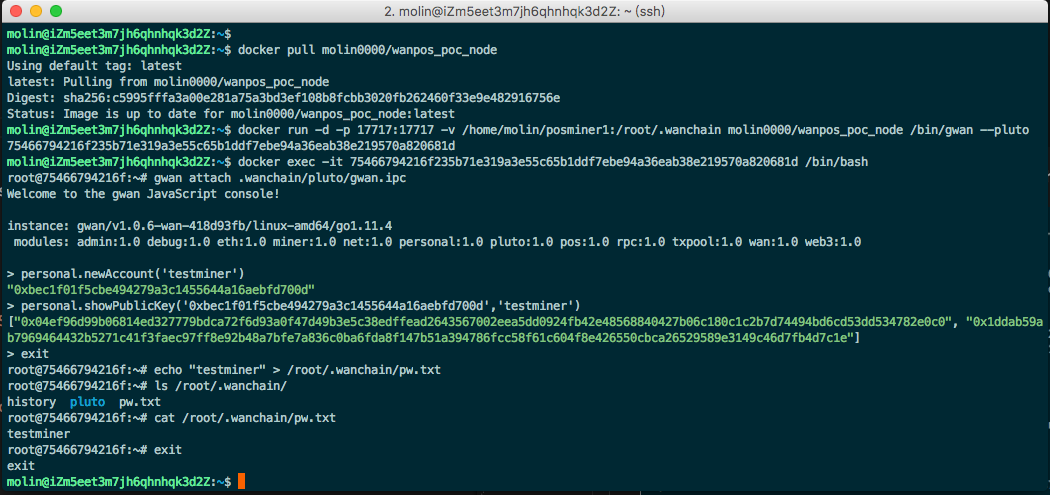 2. molin@iZm5eet3m7jh6qhnhqk3d2Z: ~ (ssh)
molin@iZm5eet3m7jh6qhnhqk3d2Z:~$
molin@iZm5eet3m7jh6qhnhqk3d2Z:~$ docker pull molin0000/wanpos_poc_node
Using default tag: latest
latest: Pulling from molin0000/wanpos_poc_node
Digest: sha256:c5995fffa3a00e281a75a3bd3ef108b8fcbb3020fb262460f33e9e482916756e
Status: Image is up to date for molin0000/wanpos_poc_node:latest
molin@iZm5eet3m7jh6qhnhqk3d2Z:~$ docker run -d -p 17717:17717 -v /home/molin/posminer1:/root/.wanchain molin0000/wanpos_poc_node /bin/gwan --pluto
75466794216f235b71e319a3e55c65b1ddf7ebe94a36eab38e219570a820681d
molin@iZm5eet3m7jh6qhnhqk3d2Z:~$ docker exec -it 75466794216f235b71e319a3e55c65b1ddf7ebe94a36eab38e219570a820681d /bin/bash
root@75466794216f:~# gwan attach .wanchain/pluto/gwan.ipc
Welcome to the gwan JavaScript console!
instance: gwan/v1.0.6-wan-418d93fb/linux-amd64/go1.11.4
modules: admin:1.0 debug:1.0 eth:1.0 miner:1.0 net:1.0 personal:1.0 pluto:1.0 pos:1.0 rpc:1.0 txpool:1.0 wan:1.0 web3:1.0
> personal.newAccount('testminer')
"0xbec1f01f5cbe494279a3c1455644a16aebfd700d"
> personal.showPublicKey('0xbec1f01f5cbe494279a3c1455644a16aebfd700d','testminer')
["0x04ef96d99b06814ed327779bdca72f6d93a0f47d49b3e5c38edffead2643567002eea5dd0924fb42e48568840427b06c180c1c2b7d74494bd6cd53dd534782e0c0", "0x1ddab59a
b7969464432b5271c41f3faec97ff8e92b48a7bfe7a836c0ba6fda8f147b51a394786fcc58f61c604f8e426550cbca26529589e3149c46d7fb4d7c1e"]
> exit
root@75466794216f:~# echo "testminer" > /root/.wanchain/pw.txt
root@75466794216f:~# ls /root/.wanchain/
history pluto pw.txt
root@75466794216f:~# cat /root/.wanchain/pw.txt
testminer
root@75466794216f:~# exit
exit
molin@iZm5eet3m7jh6qhnhqk3d2Z:~$